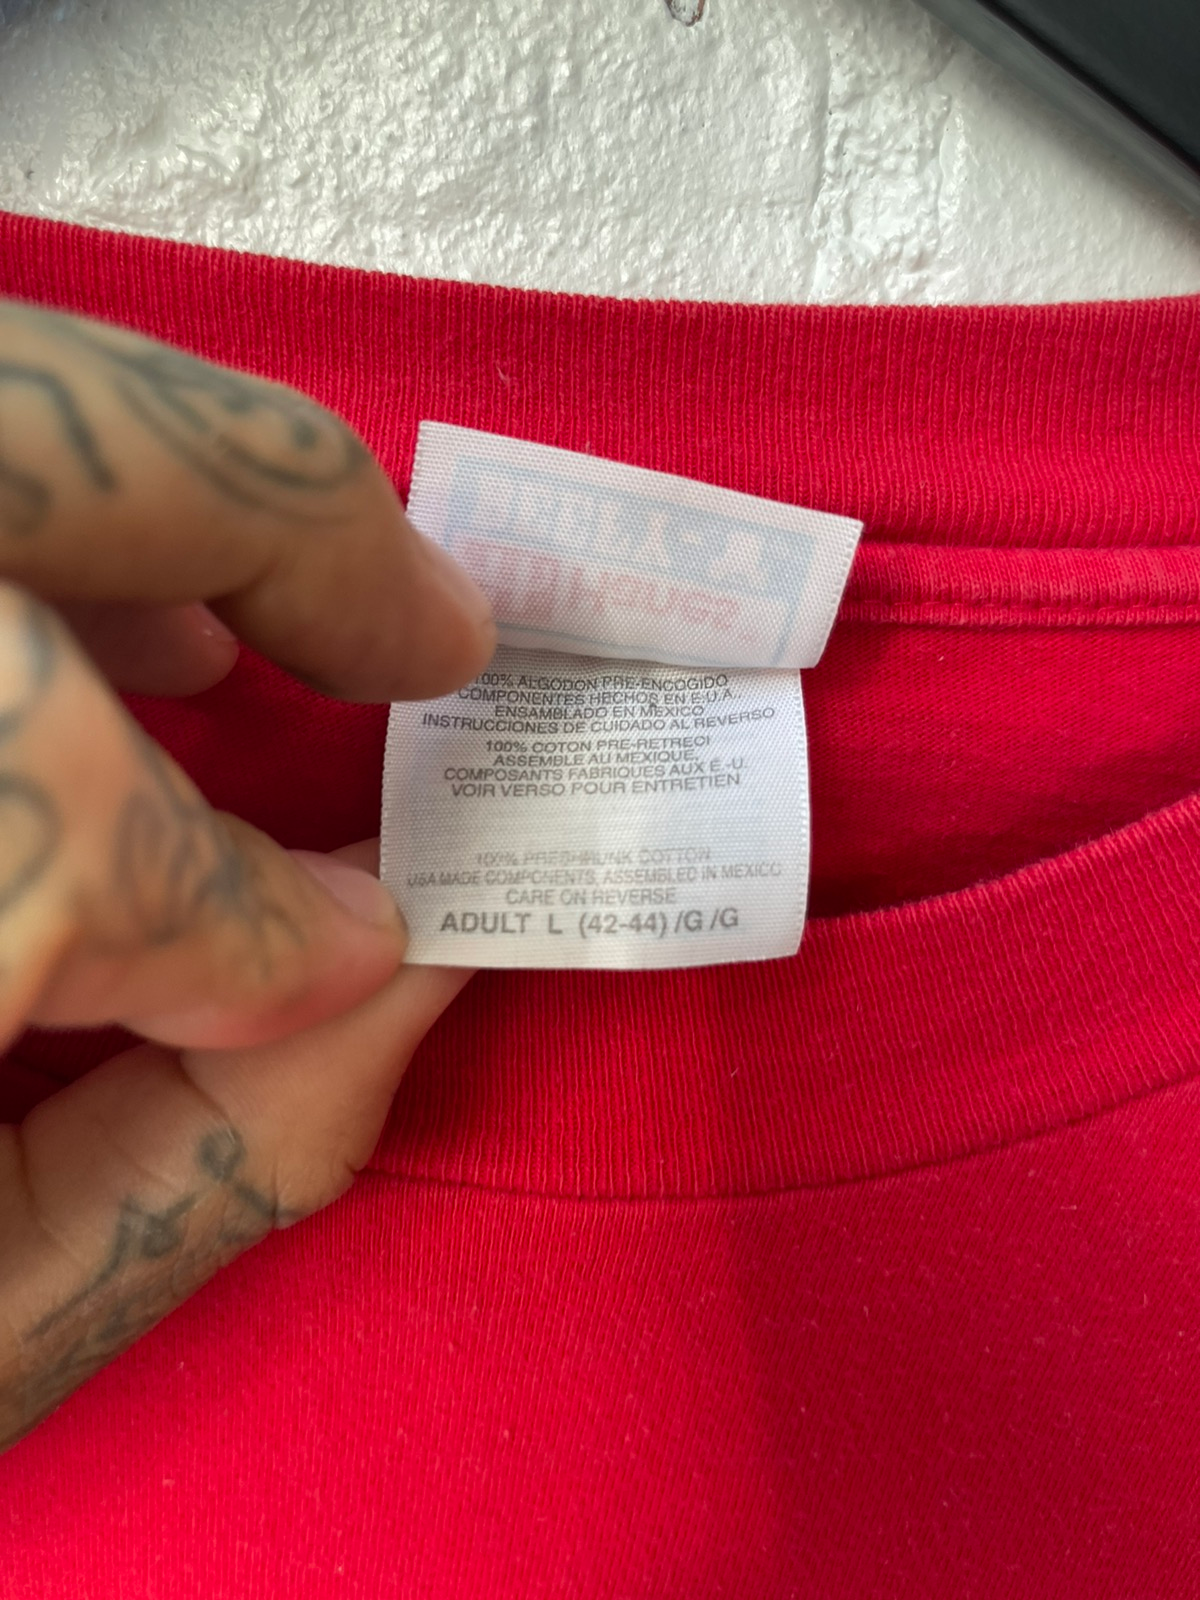 100% ALGODON PRE-ENCOGIDO
COMPONENTES HECHOS EN E.U.A
ENSAMBLADO EN MEXICO
INSTRUCCIONES DE CUIDADO AL REVERSO
100% COTON PRE-RETRECI
ASSEMBLE AU MEXIQUE,
COMPOSANTS FABRIQUES AUX É.-U.
VOIR VERSO POUR ENTRETIEN
100% PRESHRUNK COTTON
USA MADE COMPONENTS, ASSEMBLED IN MEXICO
CARE ON REVERSE
ADULT L (42-44) /G /G